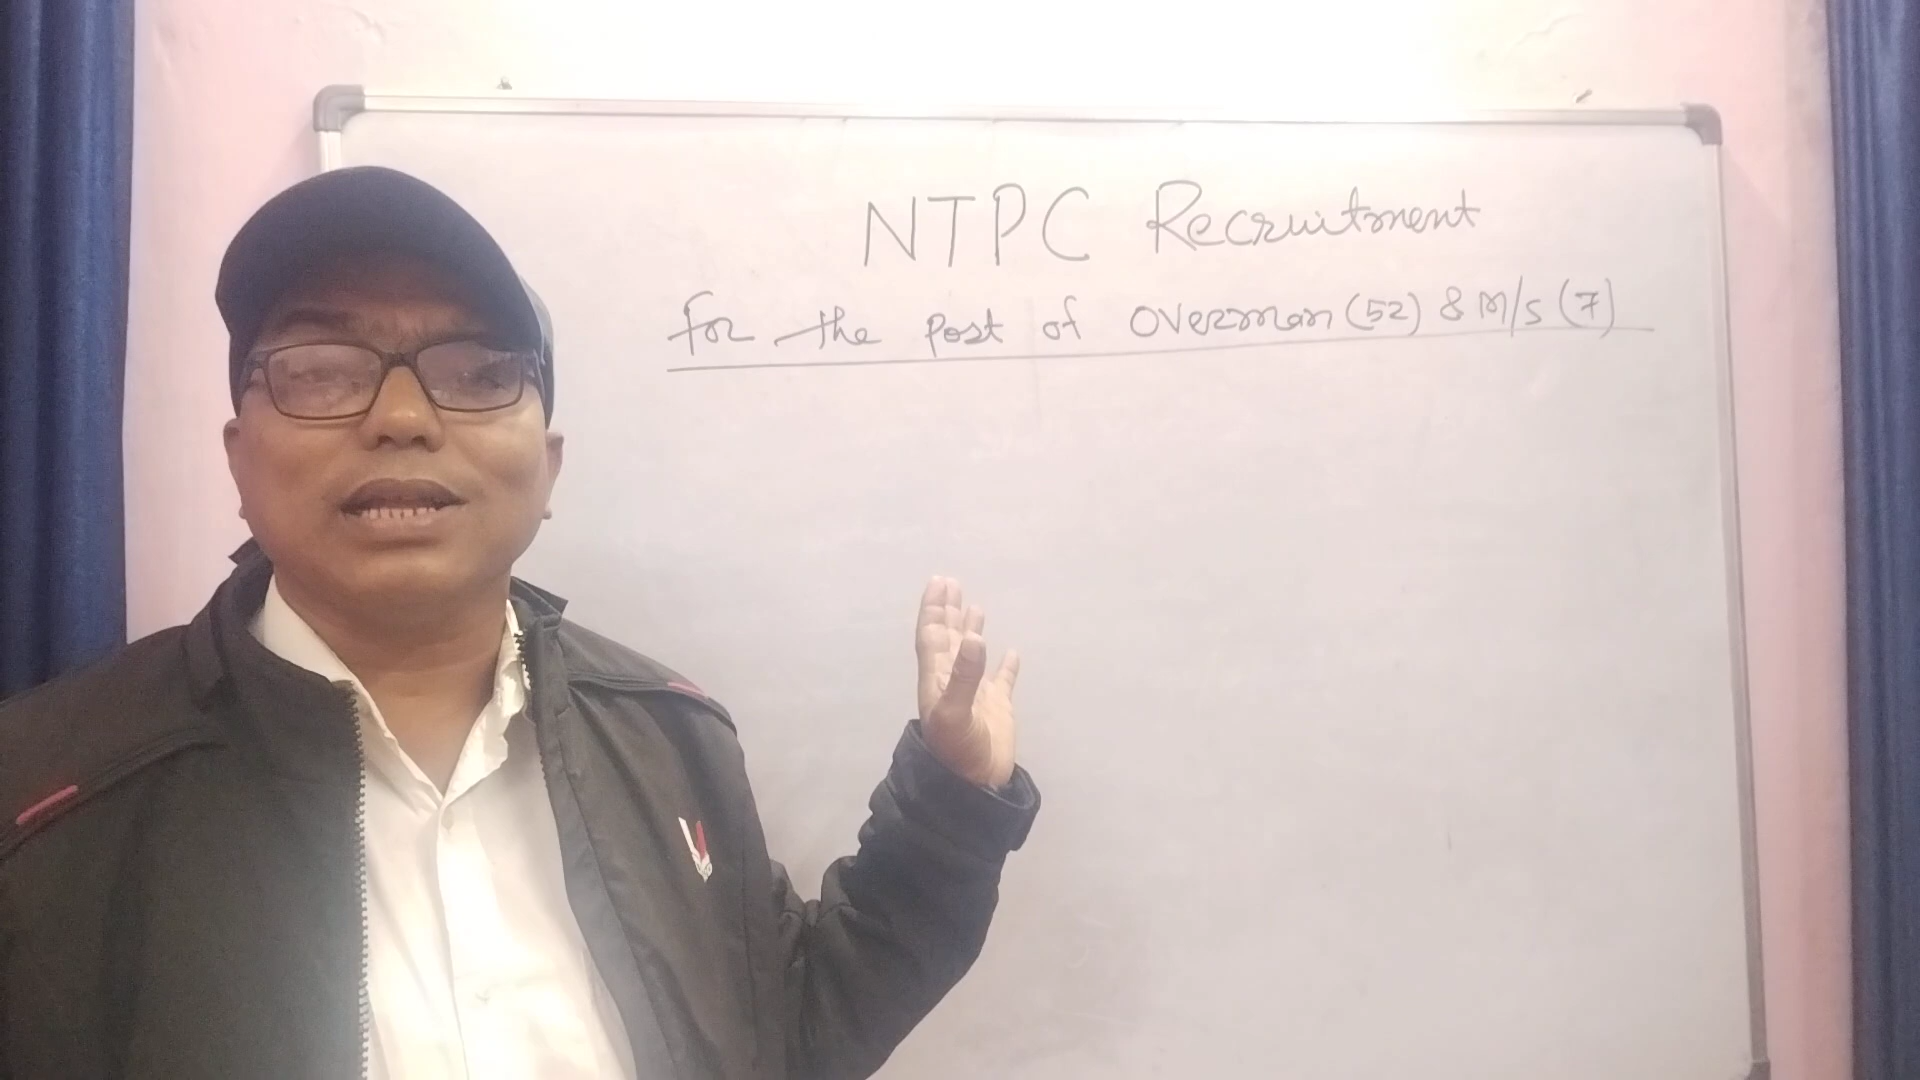 NTPC Recruitment
for the post of Overman (52) & M/S (7)